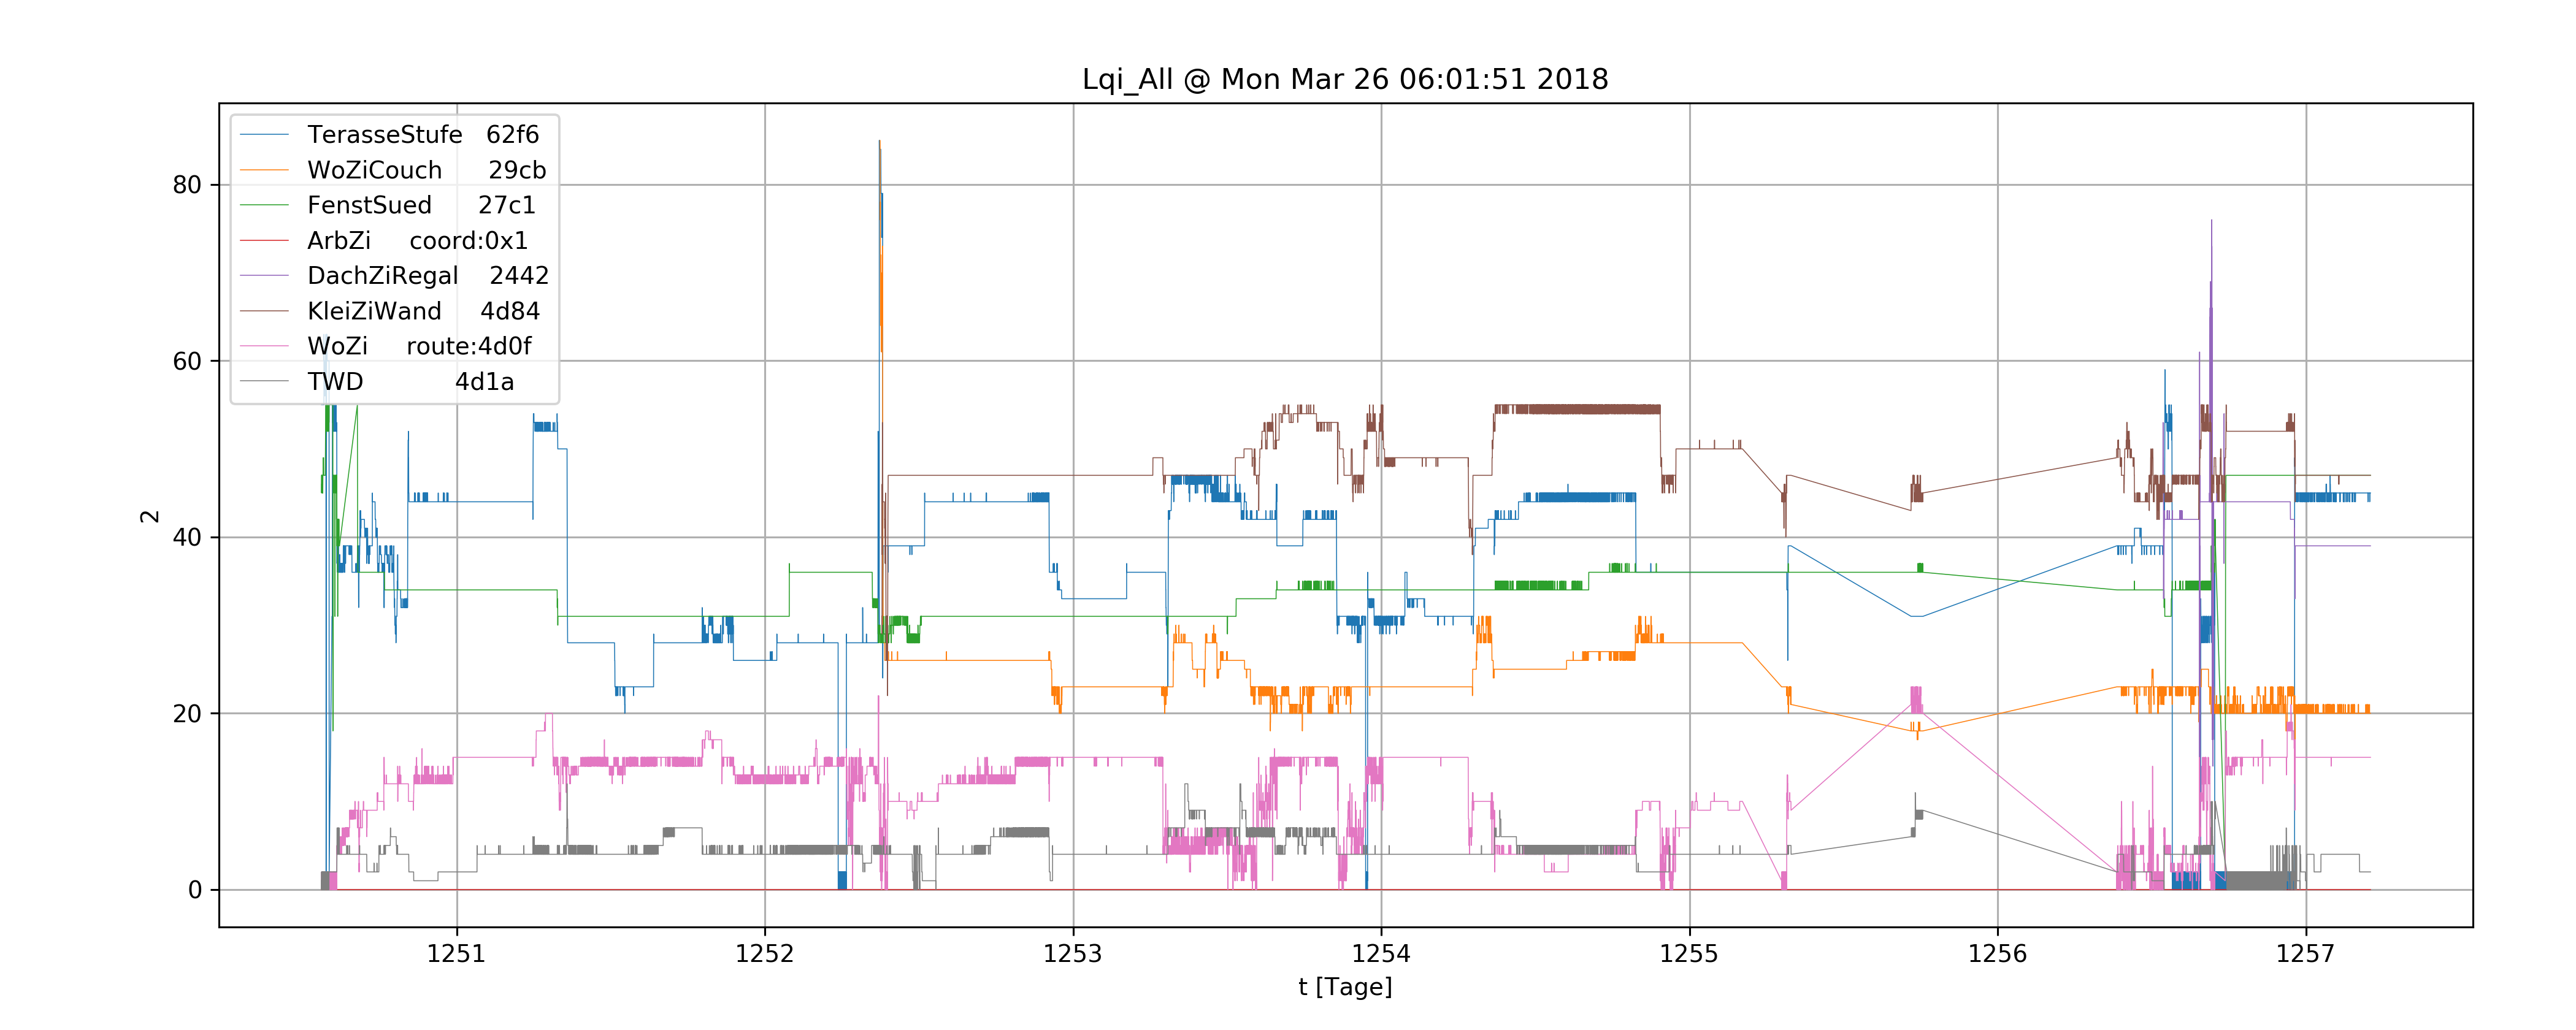 Lqi_All @ Mon Mar 26 06:01:51 2018
TerasseStufe 62f6
WoZiCouch 29cb
FenstSued 27c1
ArbZi coord:0x1
DachZiRegal 2442
KleiZiWand 4d84
WoZi route:4d0f
TWD 4d1a
80
60
40
20
0
2
1251 1252 1253 1254 1255 1256 1257
t [Tage]